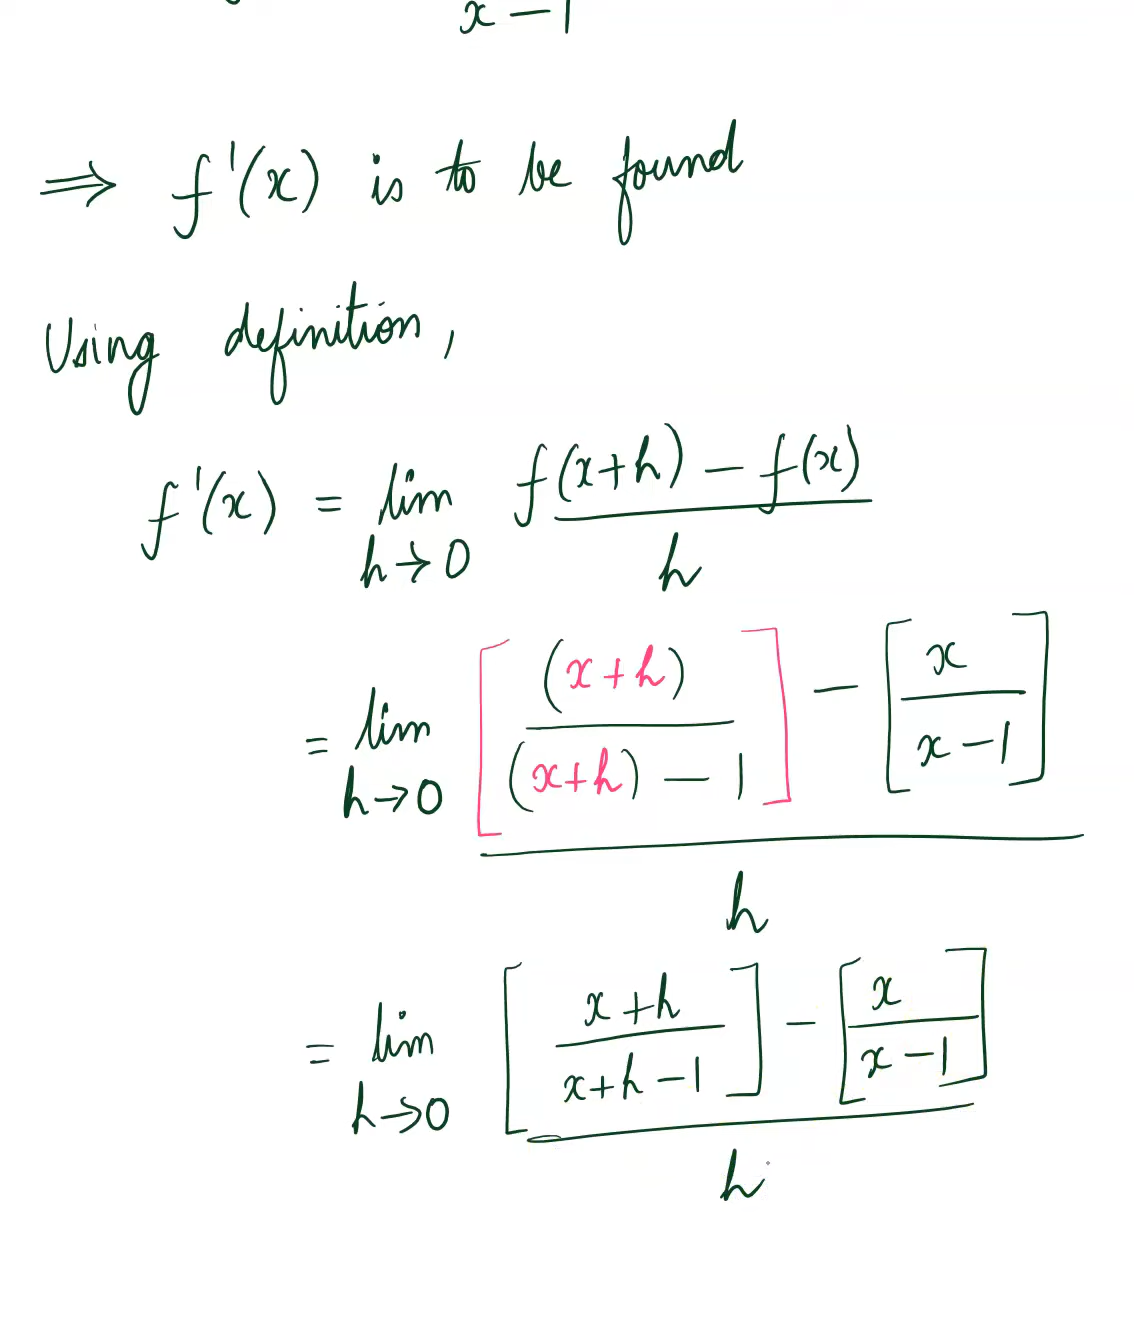 x - 1
⇒ f'(x) is to be found
Using definition,
f'(x) = lim h→0 f(x+h) - f(x) / h
= lim h→0 [(x+h) / (x+h) - 1] - [x / x - 1] / h
= lim h→0 [x+h / x+h-1] - [x / x-1] / h